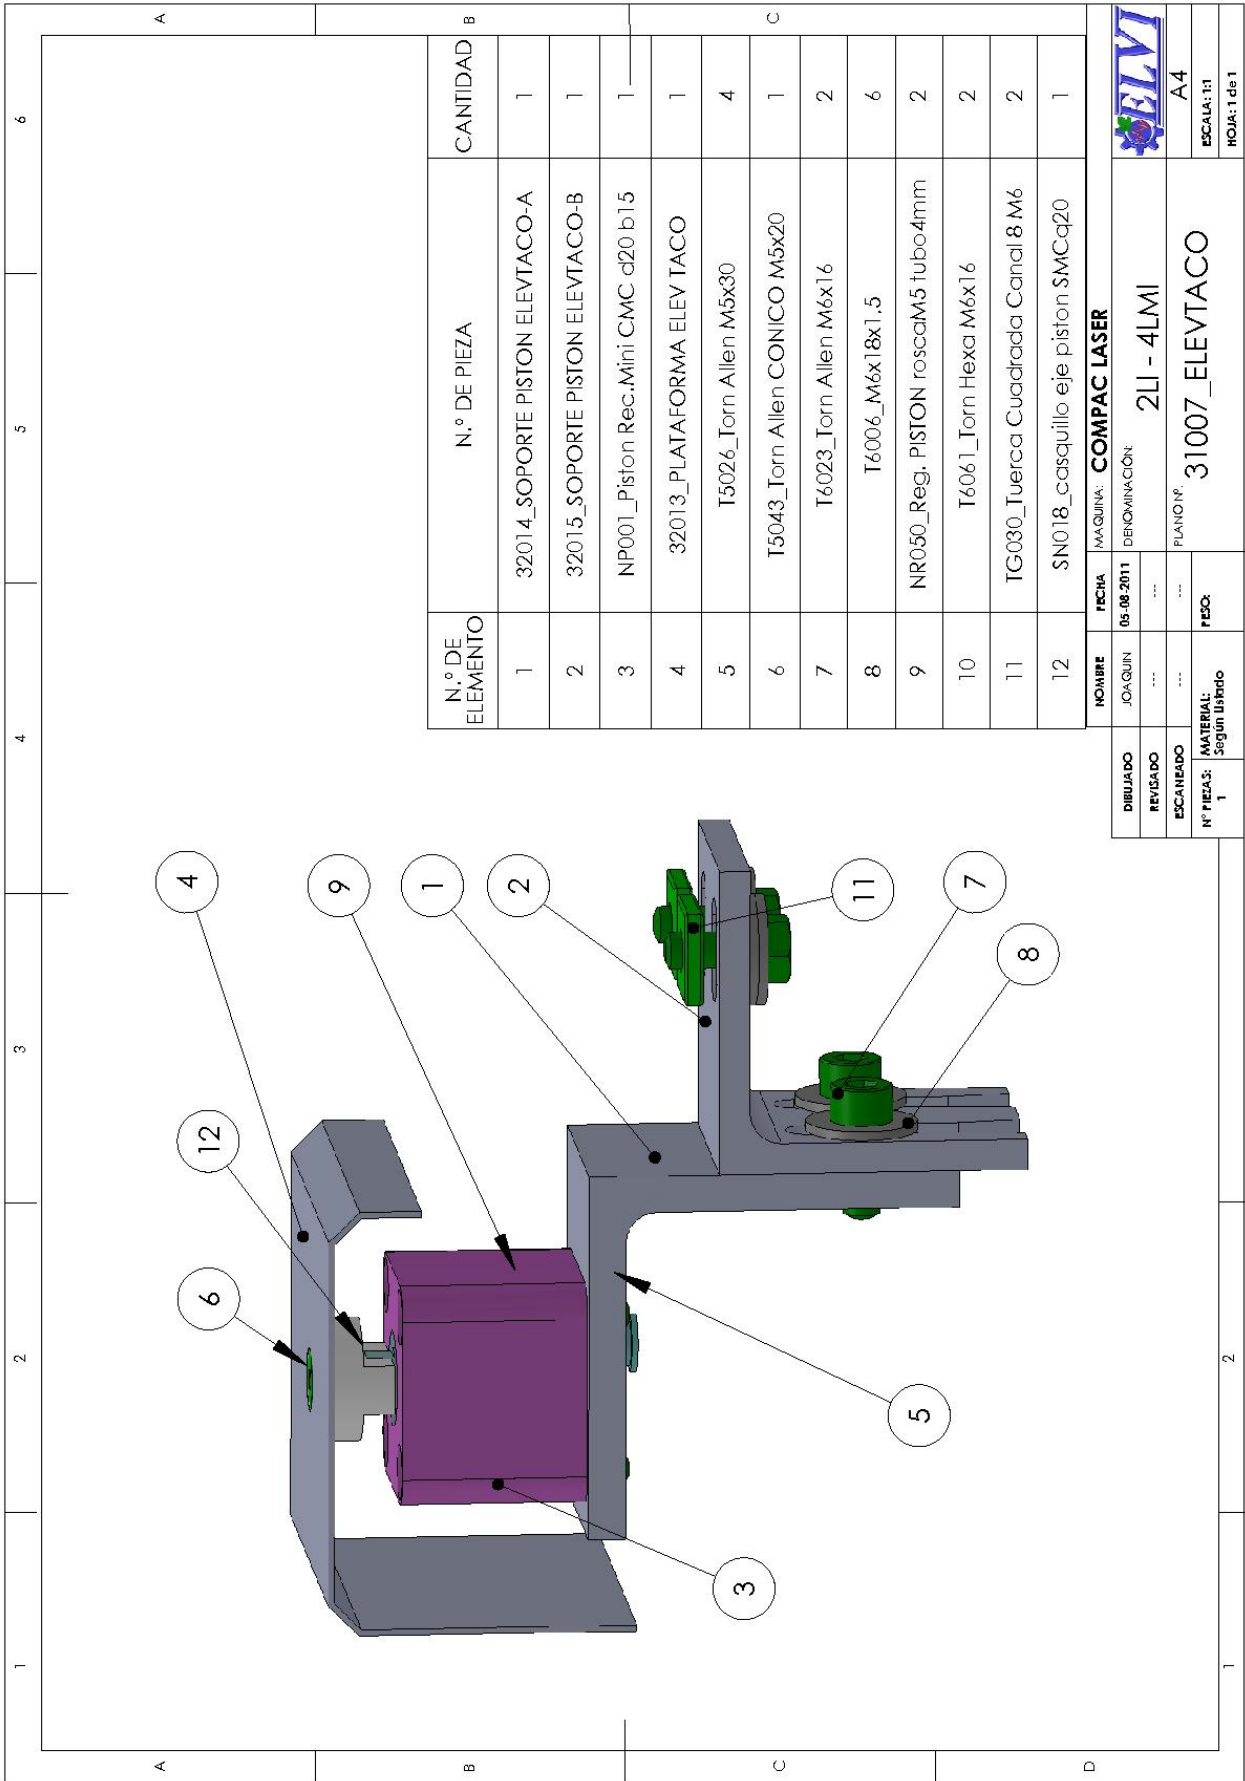 1 2 3 4 5 6
A
B
C
D
A
B
C
1 2
4
9
1
2
12
6
11
7
8
5
3
N.º DE ELEMENTO N.º DE PIEZA CANTIDAD
1 32014_SOPORTE PISTON ELEVTACO-A 1
2 32015_SOPORTE PISTON ELEVTACO-B 1
3 NP001_Piston Rec.Mini CMC d20 b15 1
4 32013_PLATAFORMA ELEV TACO 1
5 T5026_Torn Allen M5x30 4
6 T5043_Torn Allen CONICO M5x20 1
7 T6023_Torn Allen M6x16 2
8 T6006_M6x18x1,5 6
9 NR050_Reg. PISTON roscaM5 tubo4mm 2
10 T6061_Torn Hexa M6x16 2
11 TG030_Tuerca Cuadrada Canal 8 M6 2
12 SN018_casquillo eje piston SMCq20 1
NOMBRE FECHA
DIBUJADO JOAQUIN 05-08-2011
REVISADO --- ---
ESCANEADO --- ---
Nº PIEZAS: 1
MATERIAL: Según listado
PESO:
MAQUINA: COMPAC LASER
DENOMINACIÓN:
2LI - 4LMI
PLANO Nº.
31007_ELEVTACO
ELVI
A4
ESCALA: 1:1
HOJA: 1 de 1